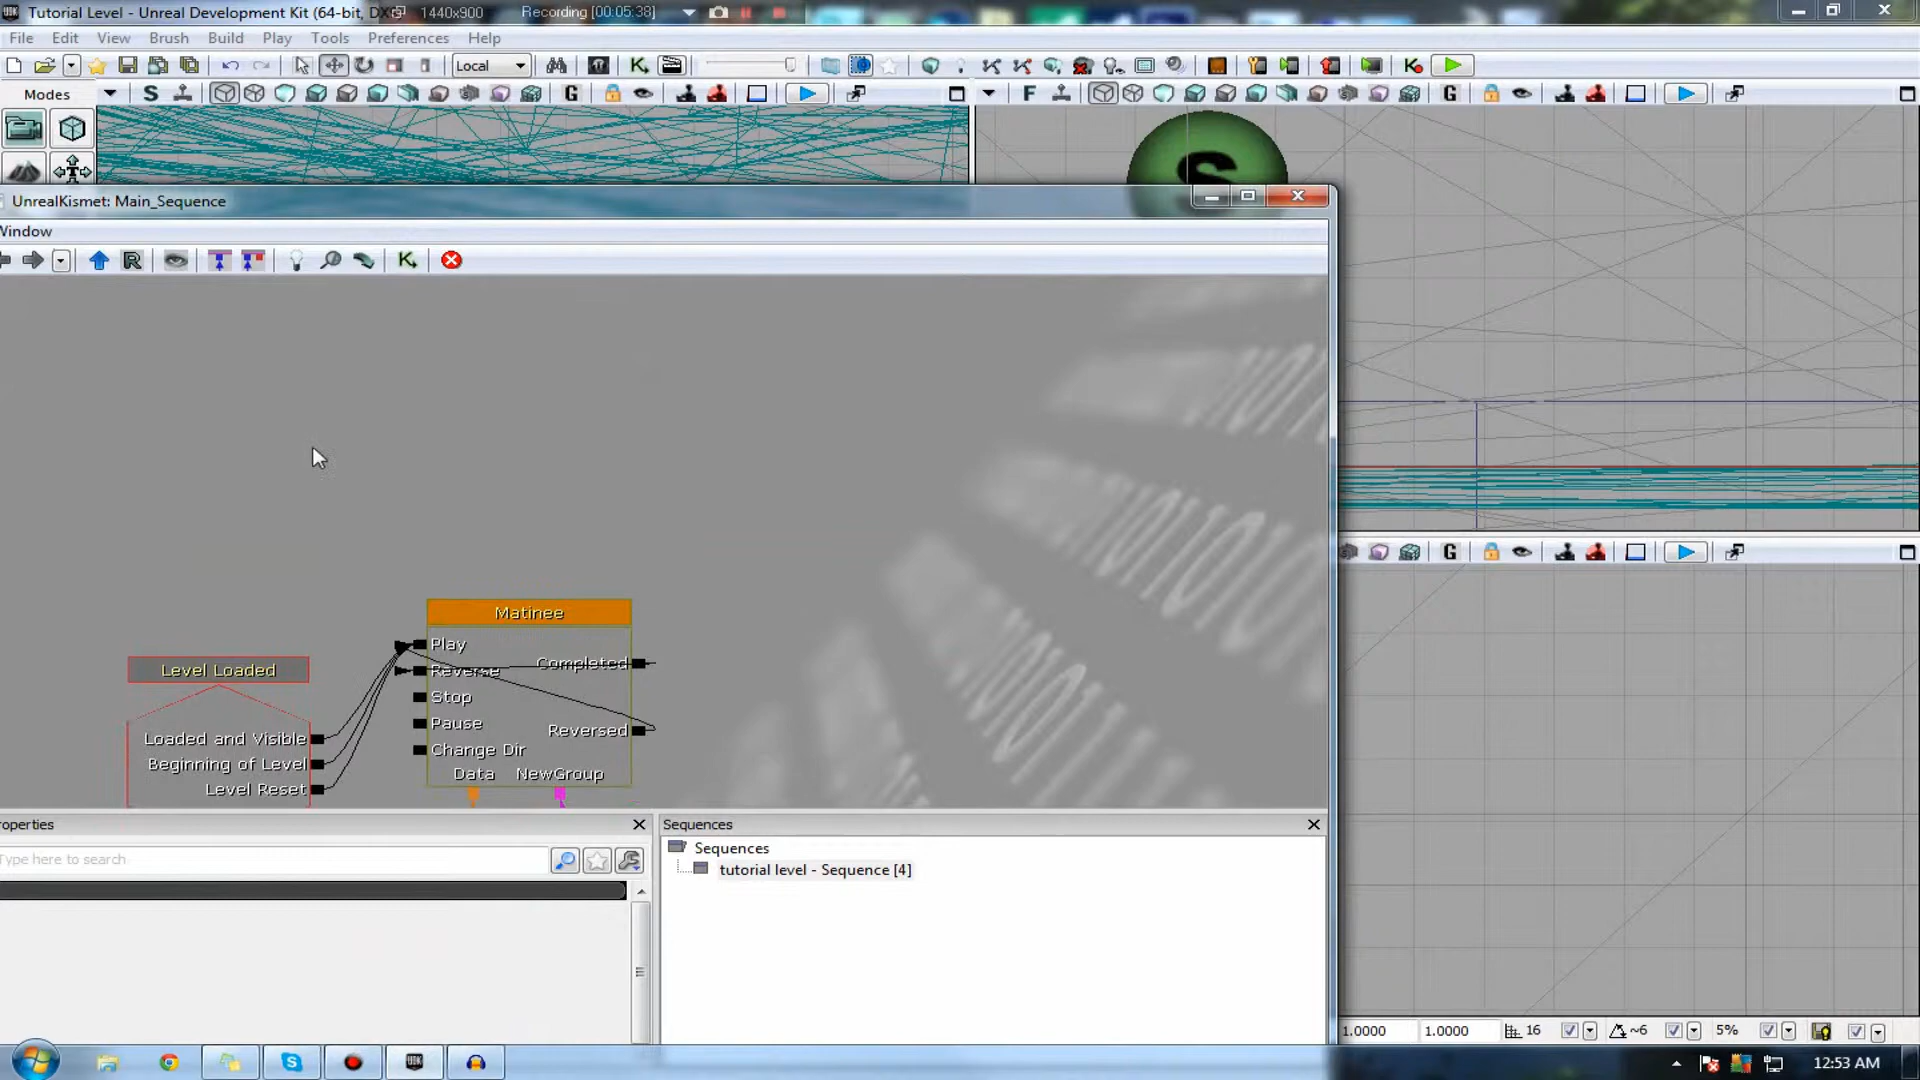 Tutorial Level - Unreal Development Kit (64-bit, DX
1440x900
Recording [00:05:38]
File Edit View Brush Build Play Tools Preferences Help
Local
Modes
S
G
F
G
S
UnrealKismet: Main_Sequence
Window
R
K
Matinee
Play
Reverse
Stop
Pause
Change Dir
Completed
Reversed
Data NewGroup
Level Loaded
Loaded and Visible
Beginning of Level
Level Reset
G
roperties
Type here to search
Sequences
Sequences
tutorial level - Sequence [4]
1.0000
1.0000
16
~6
5%
12:53 AM